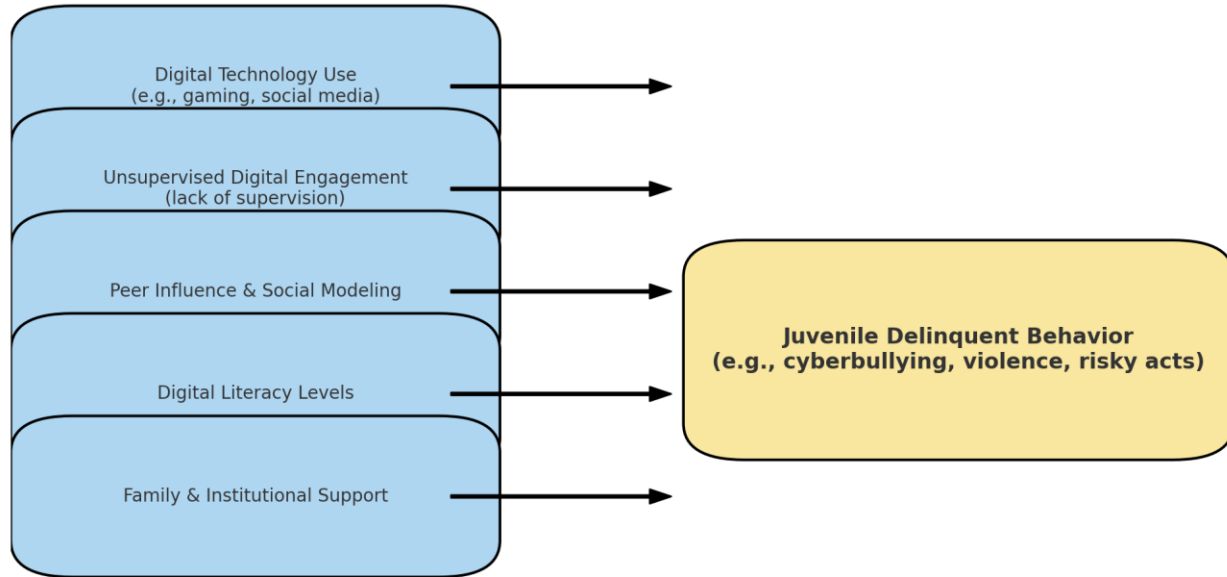 Digital Technology Use
(e.g., gaming, social media)
Unsupervised Digital Engagement
(lack of supervision)
Peer Influence & Social Modeling
Digital Literacy Levels
Family & Institutional Support
Juvenile Delinquent Behavior
(e.g., cyberbullying, violence, risky acts)